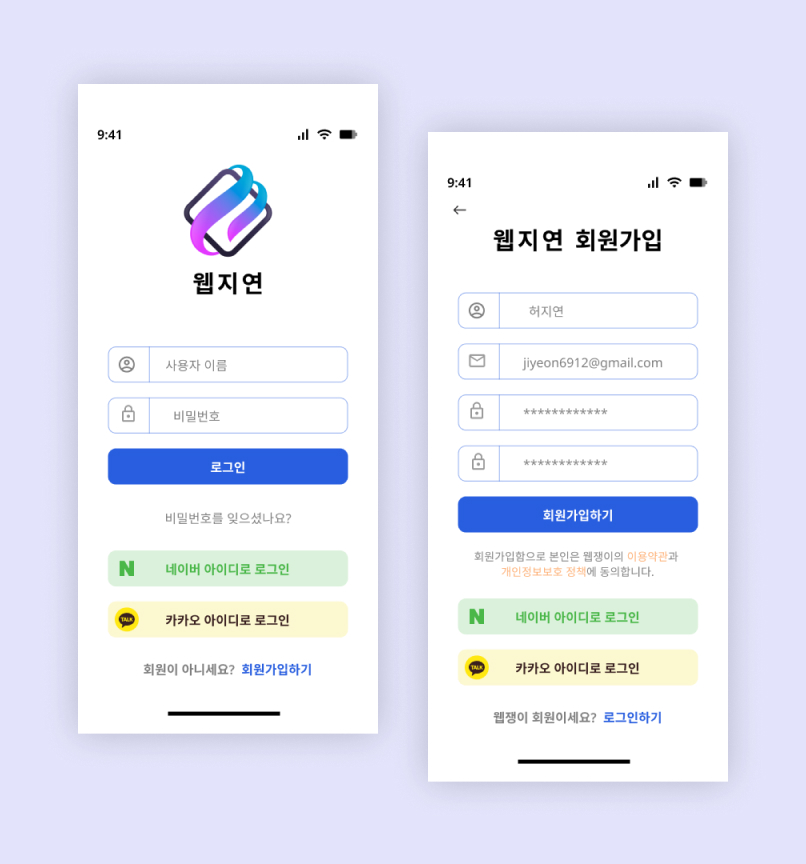 9:41
웹지연
사용자 이름
비밀번호
로그인
비밀번호를 잊으셨나요?
N 네이버 아이디로 로그인
TALK 카카오 아이디로 로그인
회원이 아니세요? 회원가입하기
9:41
웹지연 회원가입
허지연
jiyeon6912@gmail.com
************
************
회원가입하기
회원가입함으로 본인은 웹쟁이의 이용약관과
개인정보보호 정책에 동의합니다.
N 네이버 아이디로 로그인
TALK 카카오 아이디로 로그인
웹쟁이 회원이세요? 로그인하기